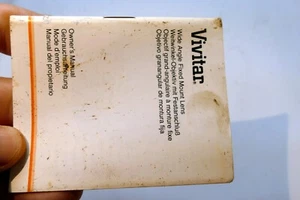 Vivitar.
Wide Angle Fixed Mount Lens
Weitwinkel-Objektiv mit Festanschluß
Objectif grand-angulaire à monture fixe
Objetivo granangular de montura fija
Owner's Manual
Gebrauchsanleitung
Mode d'emploi
Manual del propietario